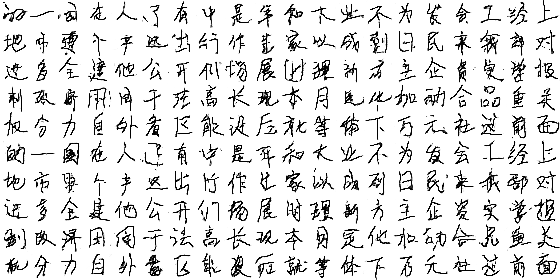 的一国在人了有中是年和大业不为发会工经上
地市要个产这出行作生家以成到日民来我部对
进多全建他公开们场展时理新方主企资实学报
制政济用同于法高长现本月定化加动合品重关
机分力自外者区能设后就等体下万元社过前面
的一国在人了有中是年和大业不为发会工经上
地市要个产这出行作生家以成到日民来我部对
进多全建他公开们场展时理新方主企资实学报
制政济用同于法高长现本月定化加动合品重关
机分力自外者区能设后就等体下万元社过前面